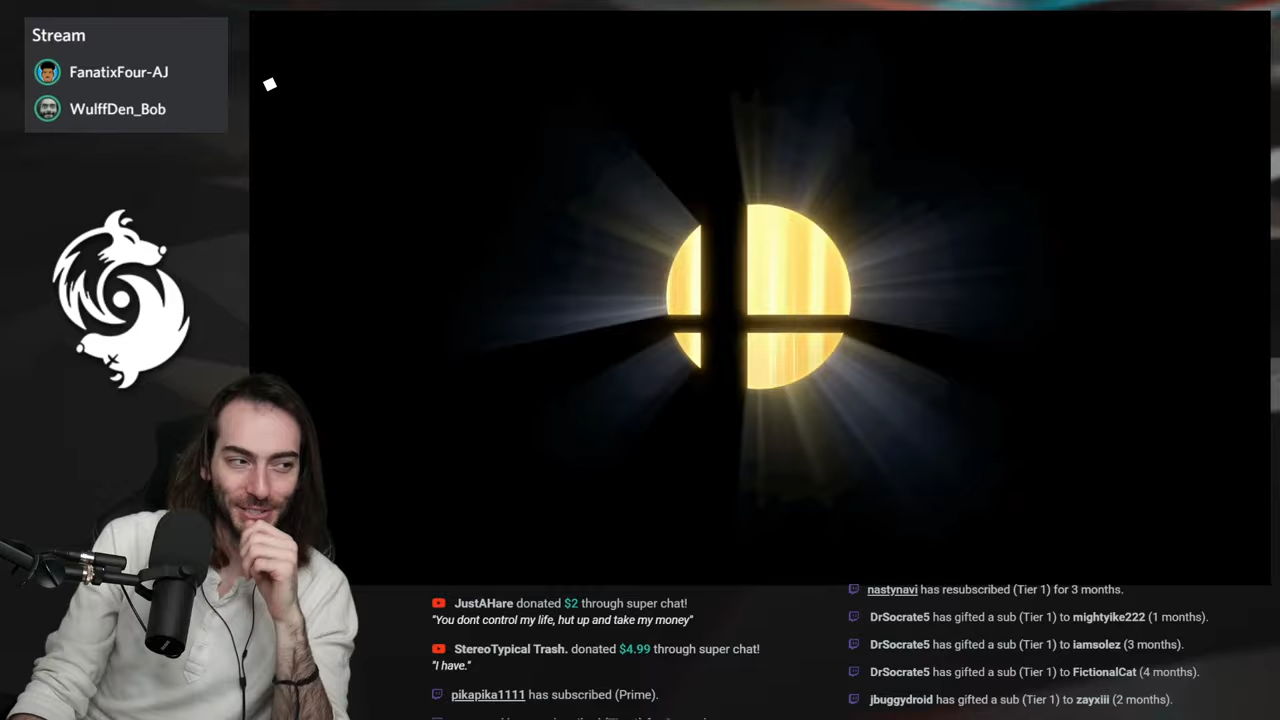 Stream
FanatixFour-AJ
WulffDen_Bob
JustAHare donated $2 through super chat!
"You dont control my life, hut up and take my money"
StereoTypical Trash. donated $4.99 through super chat!
"I have."
pikapika1111 has subscribed (Prime).
nastynavi has resubscribed (Tier 1) for 3 months.
DrSocrate5 has gifted a sub (Tier 1) to mightyike222 (1 months).
DrSocrate5 has gifted a sub (Tier 1) to iamsolez (3 months).
DrSocrate5 has gifted a sub (Tier 1) to FictionalCat (4 months).
jbuggydroid has gifted a sub (Tier 1) to zayxiii (2 months).